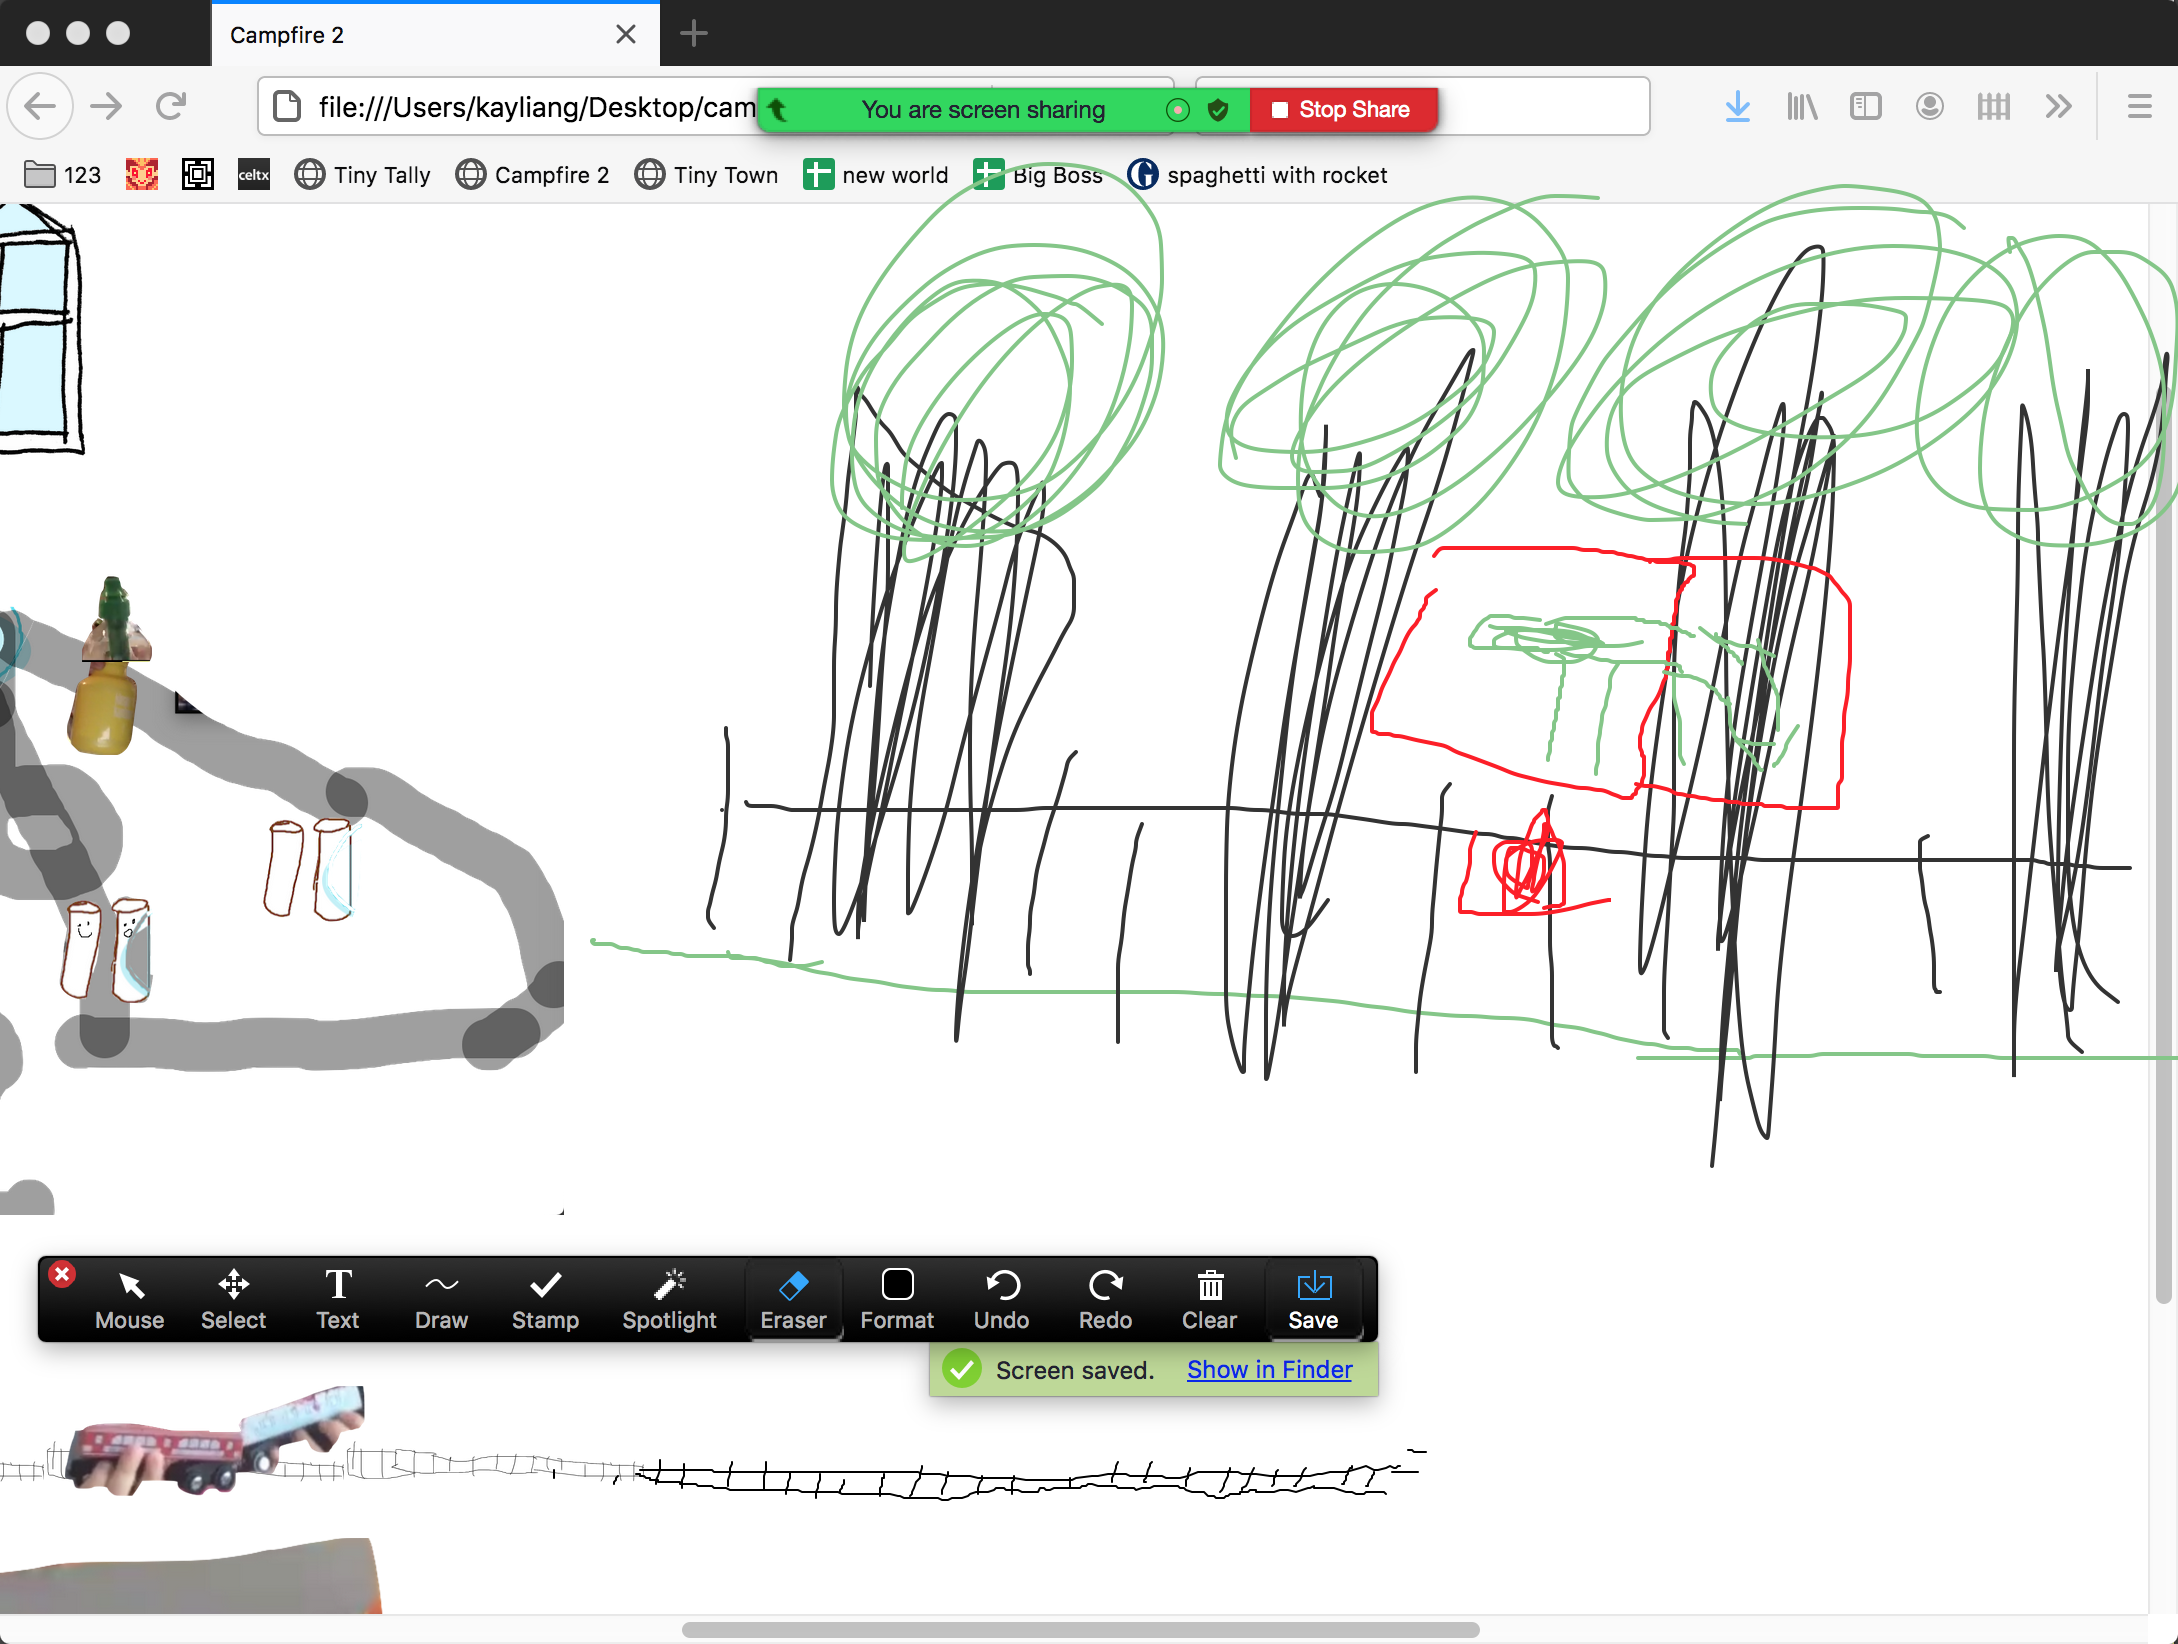 Campfire 2
file:///Users/kayliang/Desktop/cam
You are screen sharing
Stop Share
123
celtx
Tiny Tally
Campfire 2
Tiny Town
new world
Big Boss
spaghetti with rocket
Mouse
Select
Text
Draw
Stamp
Spotlight
Eraser
Format
Undo
Redo
Clear
Save
Screen saved. Show in Finder